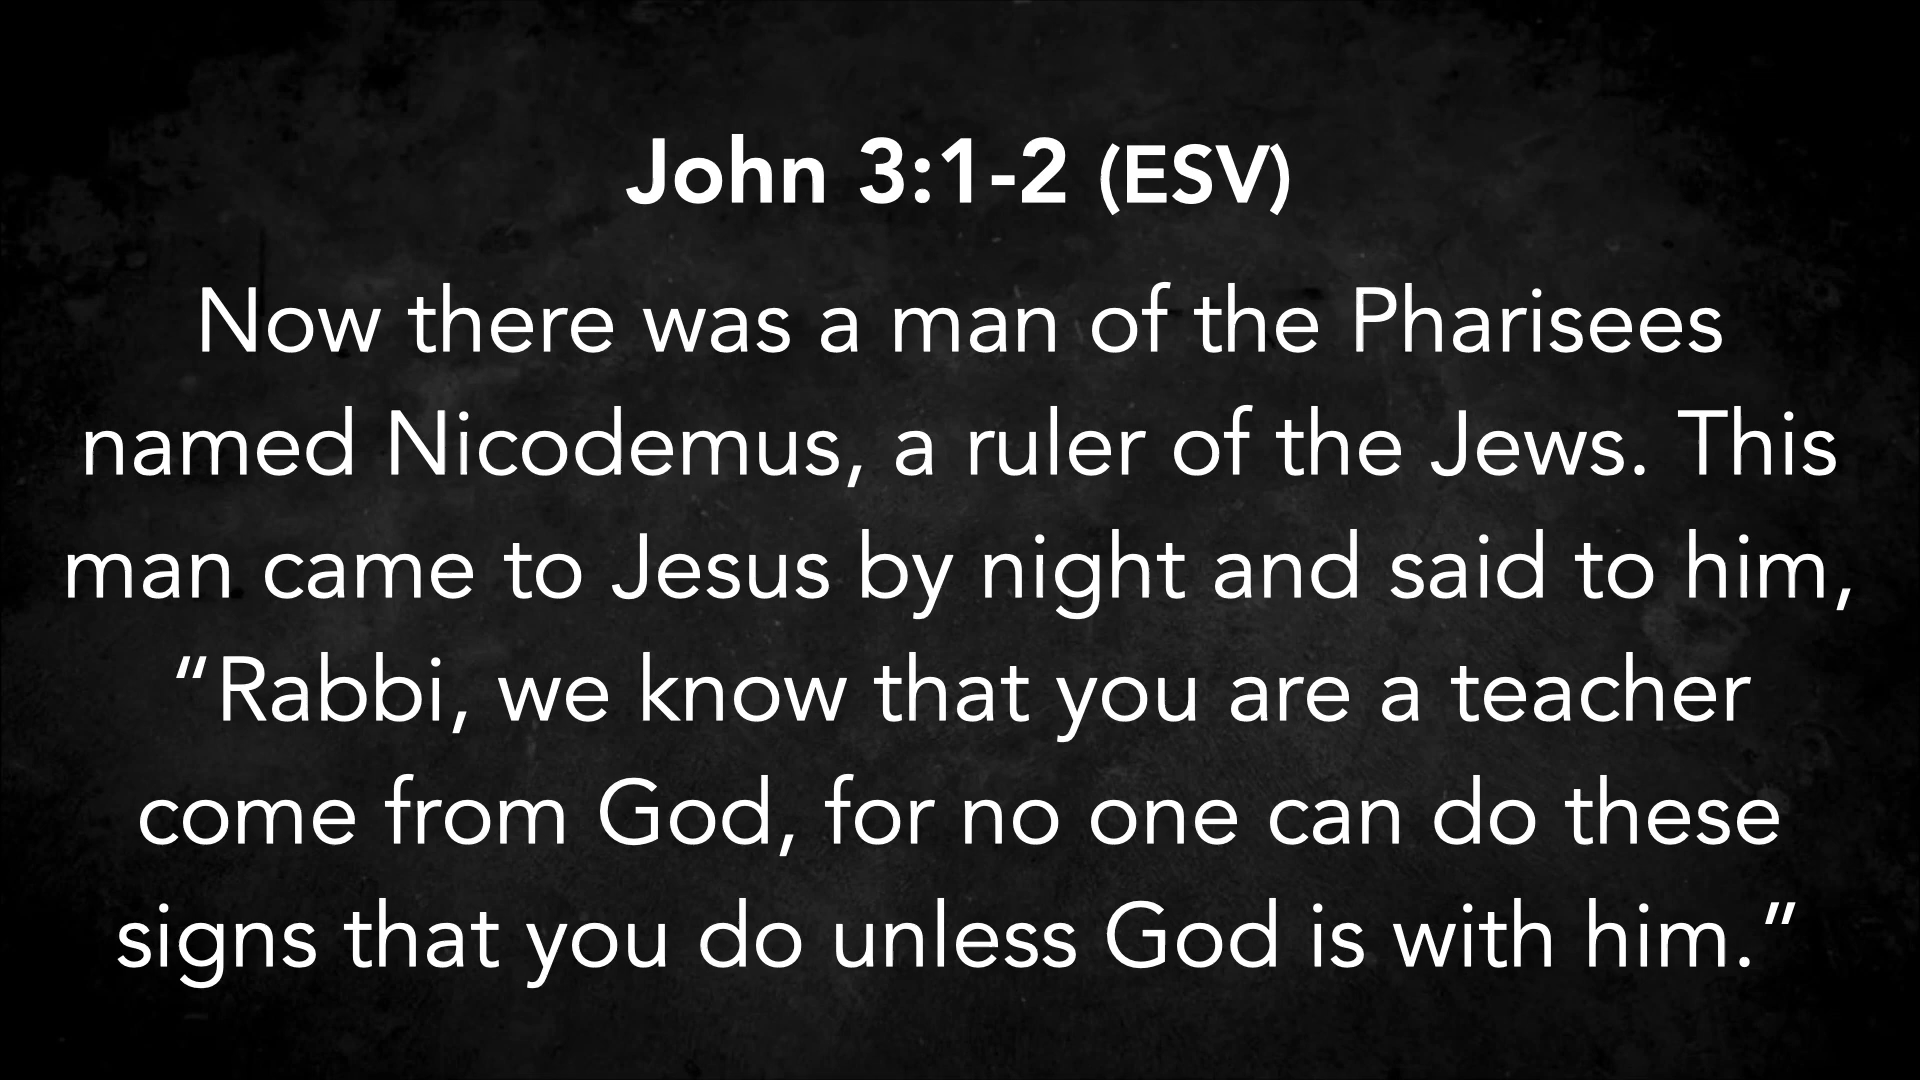 John 3:1-2 (ESV)
Now there was a man of the Pharisees
named Nicodemus, a ruler of the Jews. This
man came to Jesus by night and said to him,
“Rabbi, we know that you are a teacher
come from God, for no one can do these
signs that you do unless God is with him.”